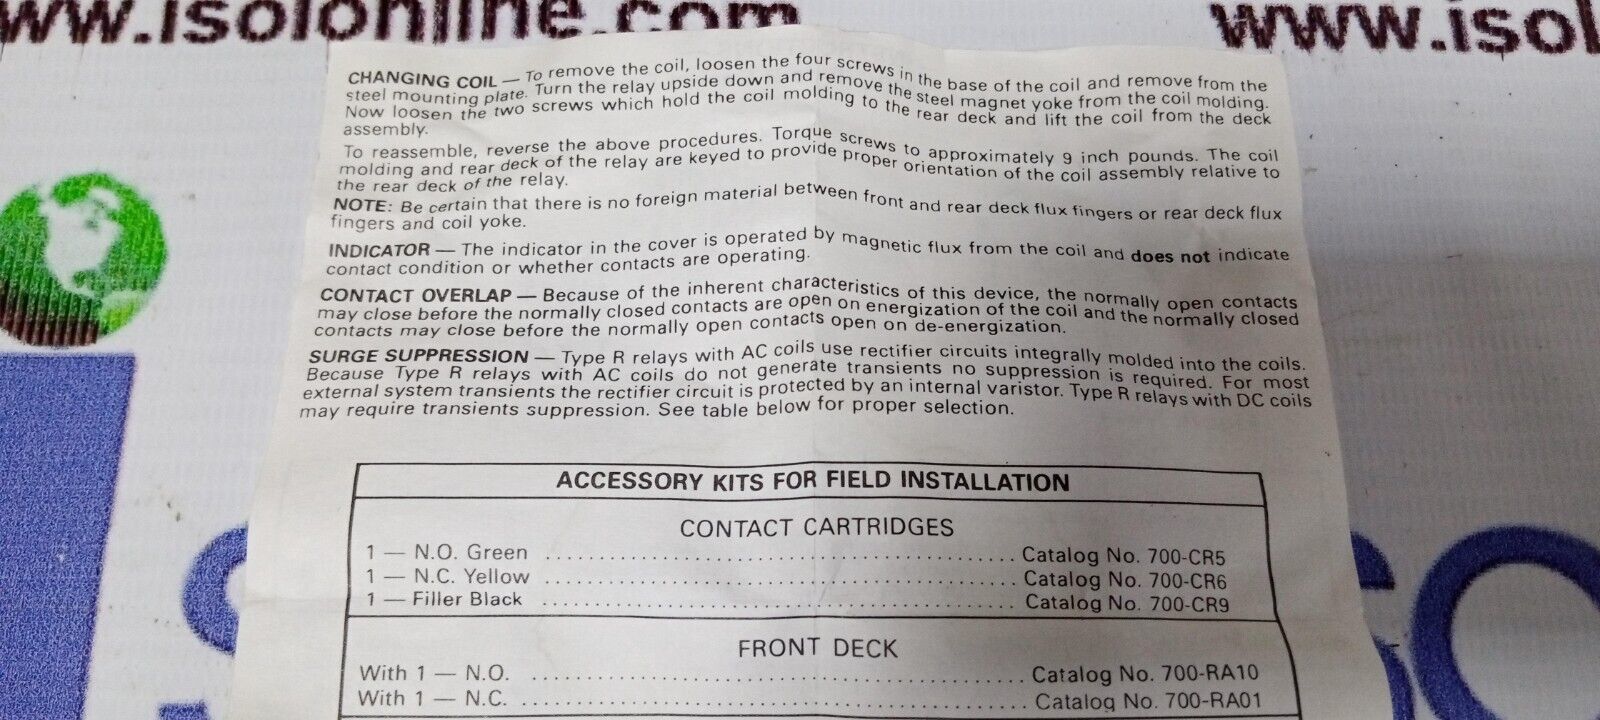 www.isolonline.com
www.isol
CHANGING COIL — To remove the coil, loosen the four screws in the base of the coil and remove from the
steel mounting plate. Turn the relay upside down and remove the steel magnet yoke from the coil molding.
Now loosen the two screws which hold the coil molding to the rear deck and lift the coil from the deck
assembly.
To reassemble, reverse the above procedures. Torque screws to approximately 9 inch pounds. The coil
molding and rear deck of the relay are keyed to provide proper orientation of the coil assembly relative to
the rear deck of the relay.
NOTE: Be certain that there is no foreign material between front and rear deck flux fingers or rear deck flux
fingers and coil yoke.
INDICATOR — The indicator in the cover is operated by magnetic flux from the coil and does not indicate
contact condition or whether contacts are operating.
CONTACT OVERLAP — Because of the inherent characteristics of this device, the normally open contacts
may close before the normally closed contacts are open on energization of the coil and the normally closed
contacts may close before the normally open contacts open on de-energization.
SURGE SUPPRESSION — Type R relays with AC coils use rectifier circuits integrally molded into the coils.
Because Type R relays with AC coils do not generate transients no suppression is required. For most
external system transients the rectifier circuit is protected by an internal varistor. Type R relays with DC coils
may require transients suppression. See table below for proper selection.
ACCESSORY KITS FOR FIELD INSTALLATION
CONTACT CARTRIDGES
1 — N.O. Green ........................................ Catalog No. 700-CR5
1 — N.C. Yellow ........................................ Catalog No. 700-CR6
1 — Filler Black ........................................ Catalog No. 700-CR9
FRONT DECK
With 1 — N.O. ........................................ Catalog No. 700-RA10
With 1 — N.C. ........................................ Catalog No. 700-RA01